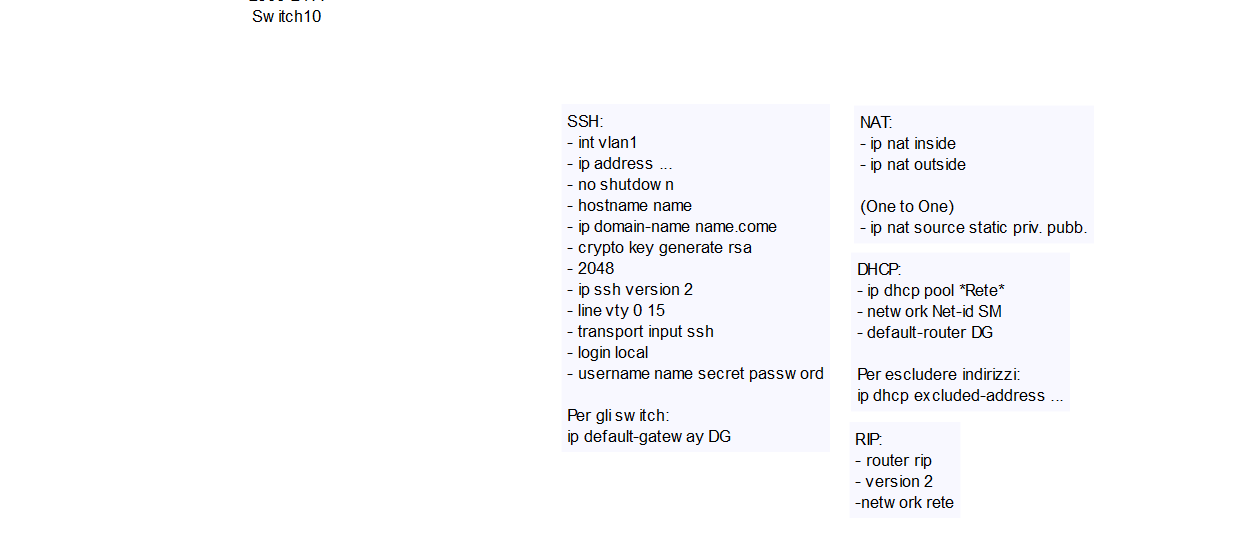 Switch10
SSH:
- int vlan1
- ip address ...
- no shutdown
- hostname name
- ip domain-name name.come
- crypto key generate rsa
- 2048
- ip ssh version 2
- line vty 0 15
- transport input ssh
- login local
- username name secret password
Per gli switch:
ip default-gateway DG
NAT:
- ip nat inside
- ip nat outside
(One to One)
- ip nat source static priv. pubb.
DHCP:
- ip dhcp pool *Rete*
- network Net-id SM
- default-router DG
Per escludere indirizzi:
ip dhcp excluded-address ...
RIP:
- router rip
- version 2
-network rete